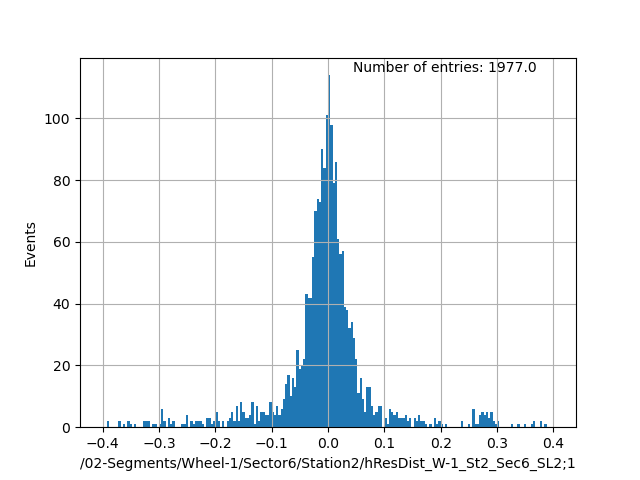 Number of entries: 1977.0
Events
100
80
60
40
20
0
−0.4 −0.3 −0.2 −0.1 0.0 0.1 0.2 0.3 0.4
/02-Segments/Wheel-1/Sector6/Station2/hResDist_W-1_St2_Sec6_SL2;1